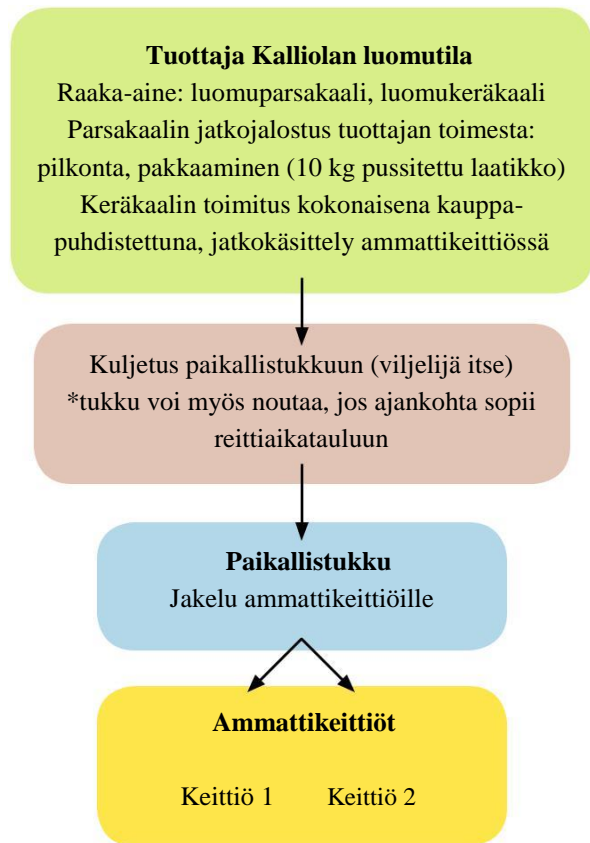 Tuottaja Kalliolan luomutila
Raaka-aine: luomuparsakaali, luomukeräkaali
Parsakaalin jatkojalostus tuottajan toimesta:
pilkonta, pakkaaminen (10 kg pussitettu laatikko)
Keräkaalin toimitus kokonaisena kauppa-
puhdistettuna, jatkokäsittely ammattikeittiössä
Kuljetus paikallistukkuun (viljelijä itse)
*tukku voi myös noutaa, jos ajankohta sopii
reittiaikatauluun
Paikallistukku
Jakelu ammattikeittiöille
Ammattikeittiöt
Keittiö 1 Keittiö 2